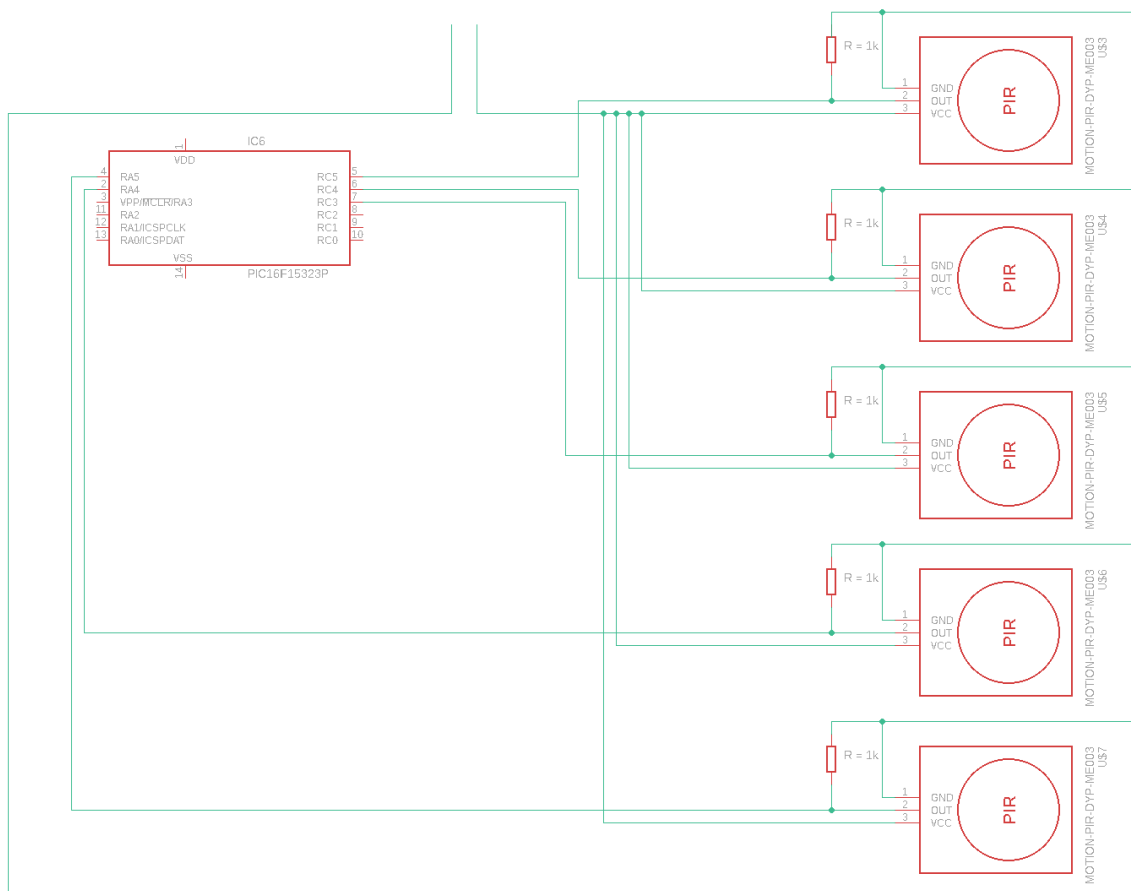 IC6
1
VDD
4 RA5
2 RA4
3 VPP/MCLR/RA3
11 RA2
12 RA1/ICSPCLK
13 RA0/ICSPDAT
RC5 5
RC4 6
RC3 7
RC2 8
RC1 9
RC0 10
VSS
14
PIC16F15323P
R = 1k
1 GND
2 OUT
3 VCC
PIR
MOTION-PIR-DYP-ME003
U$3
R = 1k
1 GND
2 OUT
3 VCC
PIR
MOTION-PIR-DYP-ME003
U$4
R = 1k
1 GND
2 OUT
3 VCC
PIR
MOTION-PIR-DYP-ME003
U$5
R = 1k
1 GND
2 OUT
3 VCC
PIR
MOTION-PIR-DYP-ME003
U$6
R = 1k
1 GND
2 OUT
3 VCC
PIR
MOTION-PIR-DYP-ME003
U$7